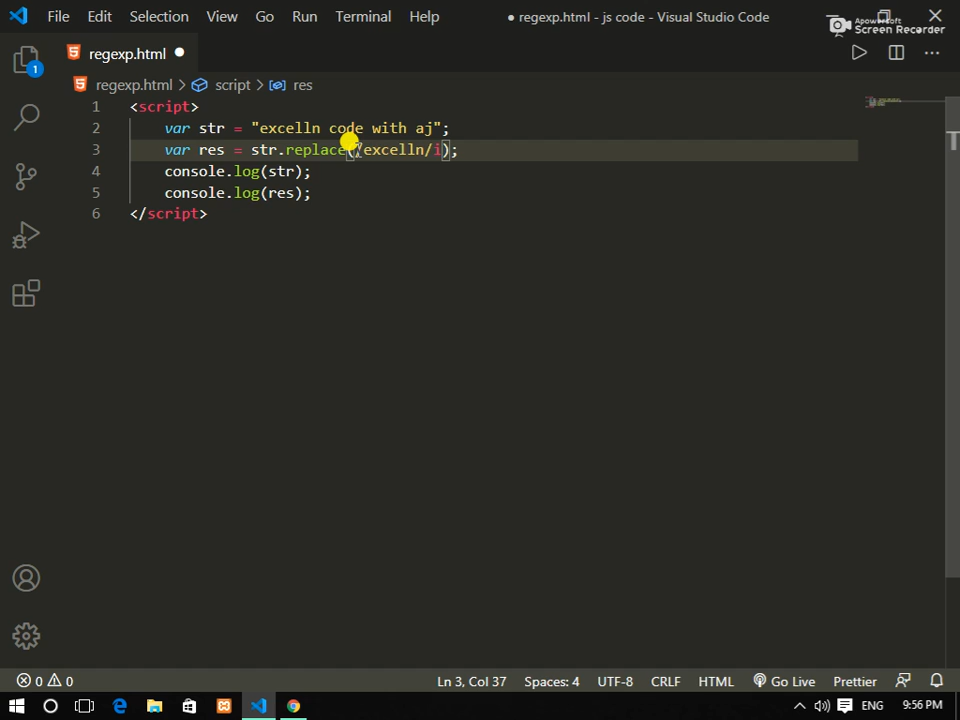 File Edit Selection View Go Run Terminal Help ● regexp.html - js code - Visual Studio Code
Apowersoft
Screen Recorder
1
regexp.html ●
regexp.html > script > res
1 <script>
2 var str = "excelln code with aj";
3 var res = str.replace(/excelln/i);
4 console.log(str);
5 console.log(res);
6 </script>
0 0 Ln 3, Col 37 Spaces: 4 UTF-8 CRLF HTML Go Live Prettier
ENG 9:56 PM